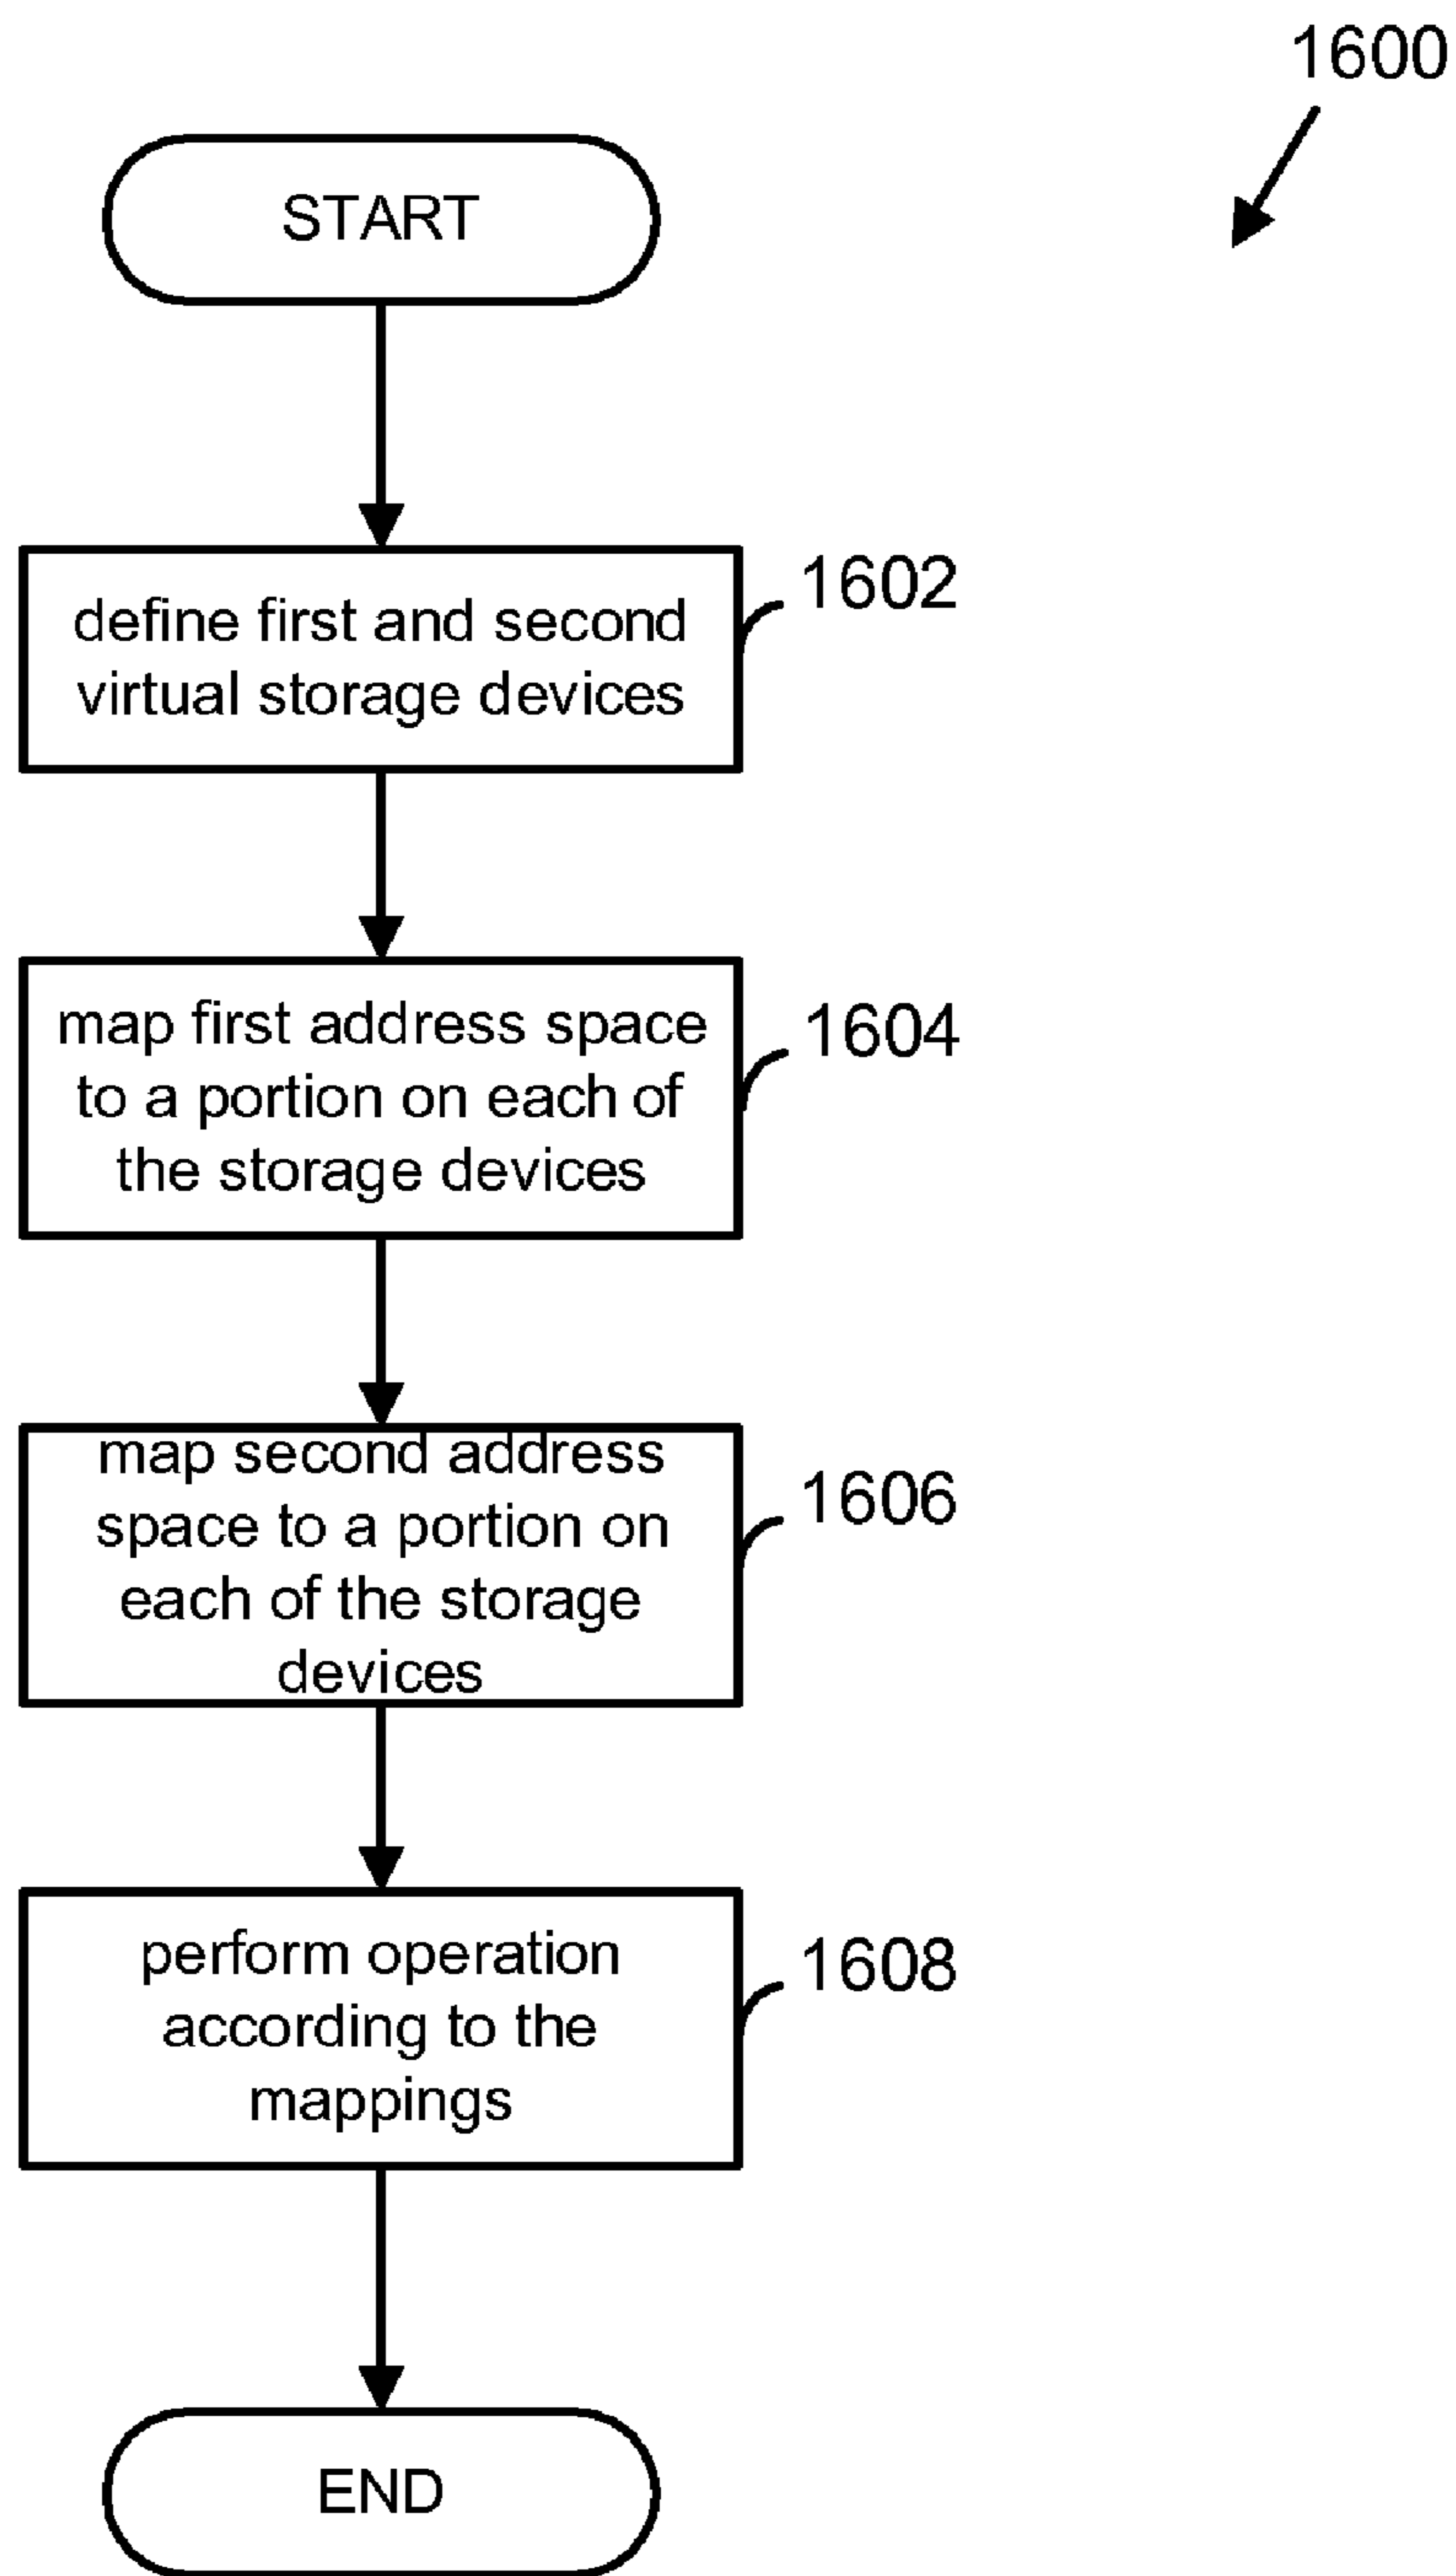 1600
START
define first and second
virtual storage devices
1602
map first address space
to a portion on each of
the storage devices
1604
map second address
space to a portion on
each of the storage
devices
1606
perform operation
according to the
mappings
1608
END